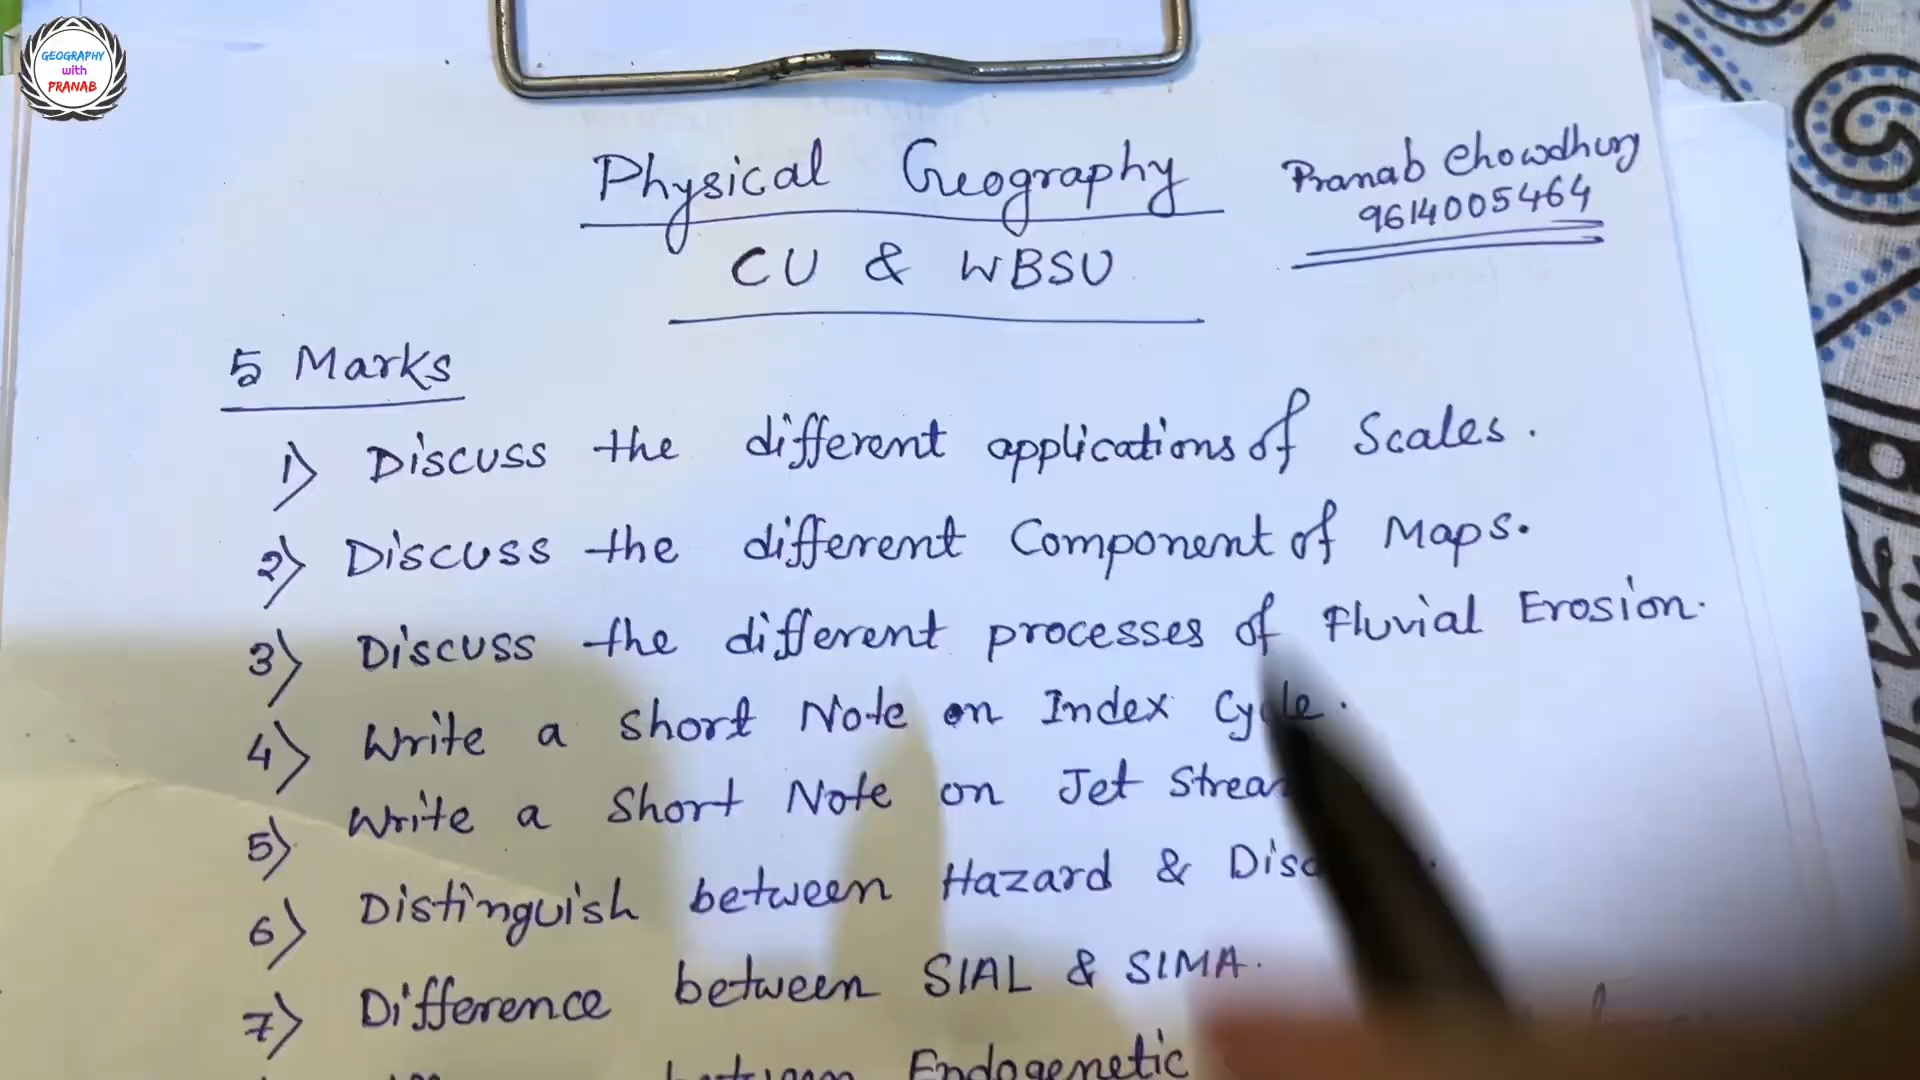 GEOGRAPHY
with
PRANAB
Physical Geography
Pranab Chowdhury
9614005464
CU & WBSU
5 Marks
1) Discuss the different applications of Scales.
2) Discuss the different Component of Maps.
3) Discuss the different processes of Fluvial Erosion.
4) Write a Short Note on Index Cycle.
5) Write a Short Note on Jet
6) Distinguish between Hazard &
7) Difference between SIAL & SIMA.
between Endogenetic